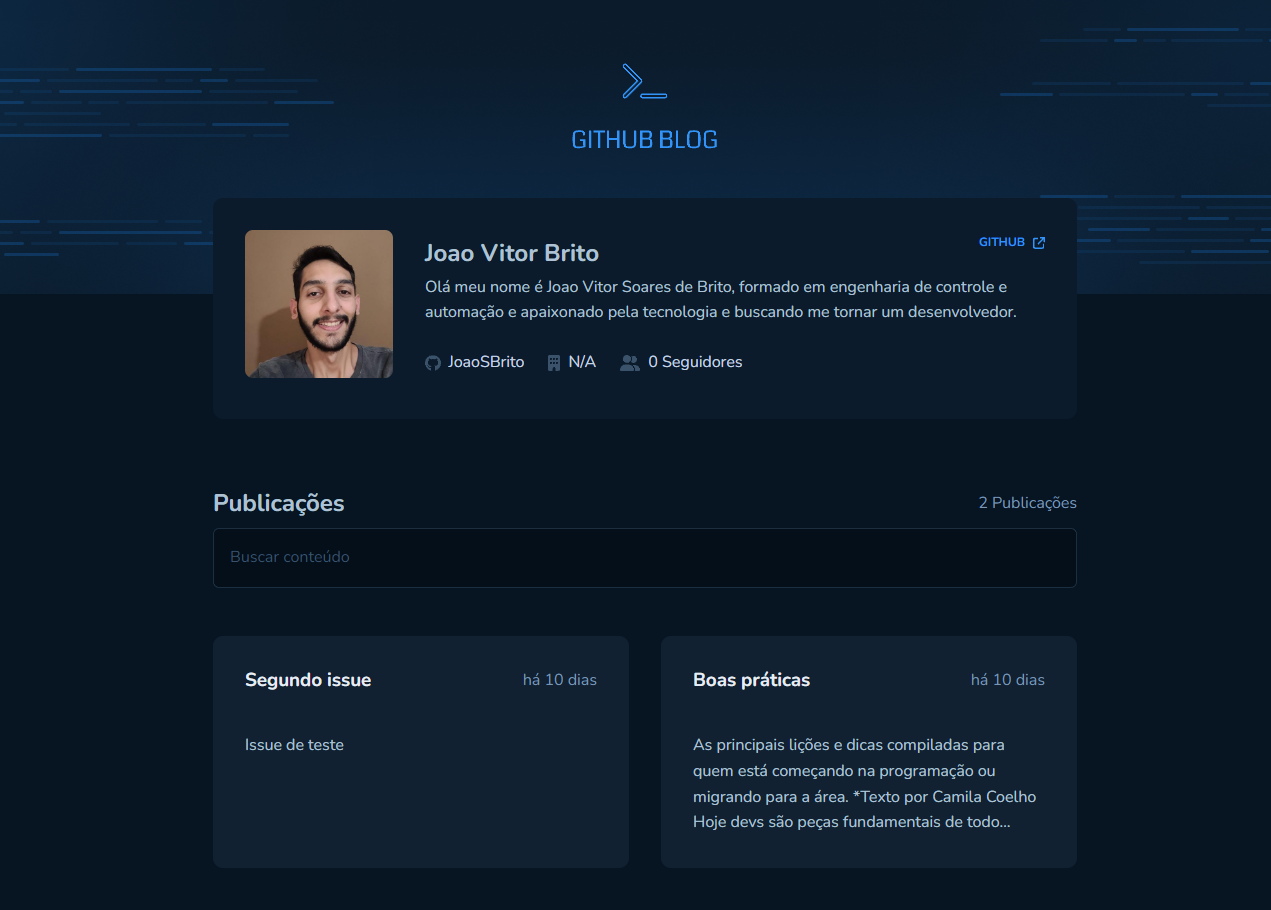 GITHUB BLOG
Joao Vitor Brito
GITHUB
Olá meu nome é Joao Vitor Soares de Brito, formado em engenharia de controle e
automação e apaixonado pela tecnologia e buscando me tornar um desenvolvedor.
JoaoSBrito N/A 0 Seguidores
Publicações
2 Publicações
Buscar conteúdo
Segundo issue
há 10 dias
Issue de teste
Boas práticas
há 10 dias
As principais lições e dicas compiladas para
quem está começando na programação ou
migrando para a área. *Texto por Camila Coelho
Hoje devs são peças fundamentais de todo...